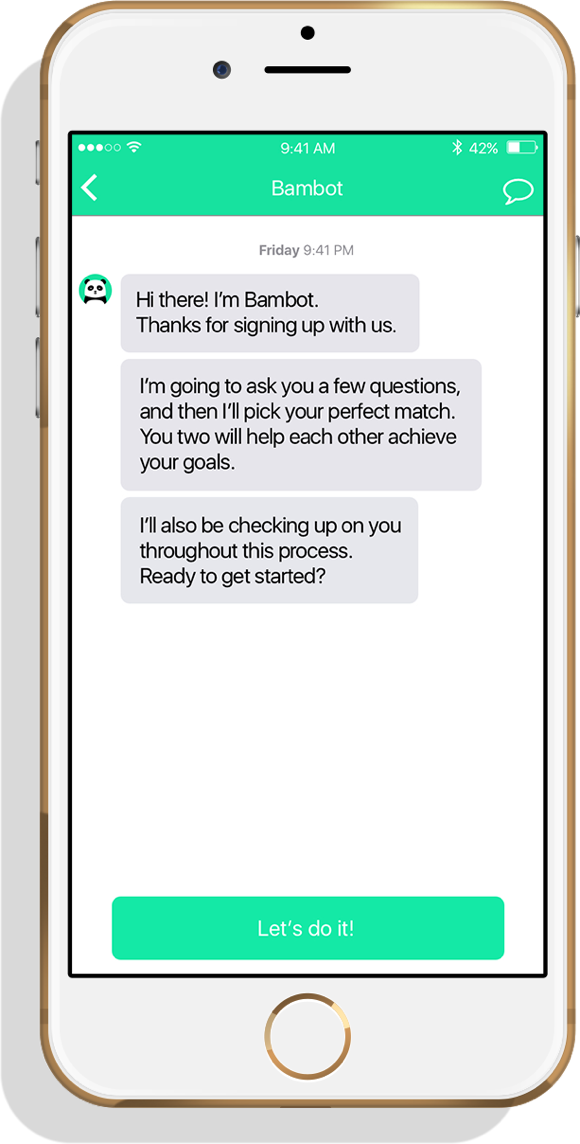 9:41 AM 42%
Bambot
Friday 9:41 PM
Hi there! I'm Bambot.
Thanks for signing up with us.
I'm going to ask you a few questions,
and then I'll pick your perfect match.
You two will help each other achieve
your goals.
I'll also be checking up on you
throughout this process.
Ready to get started?
Let's do it!